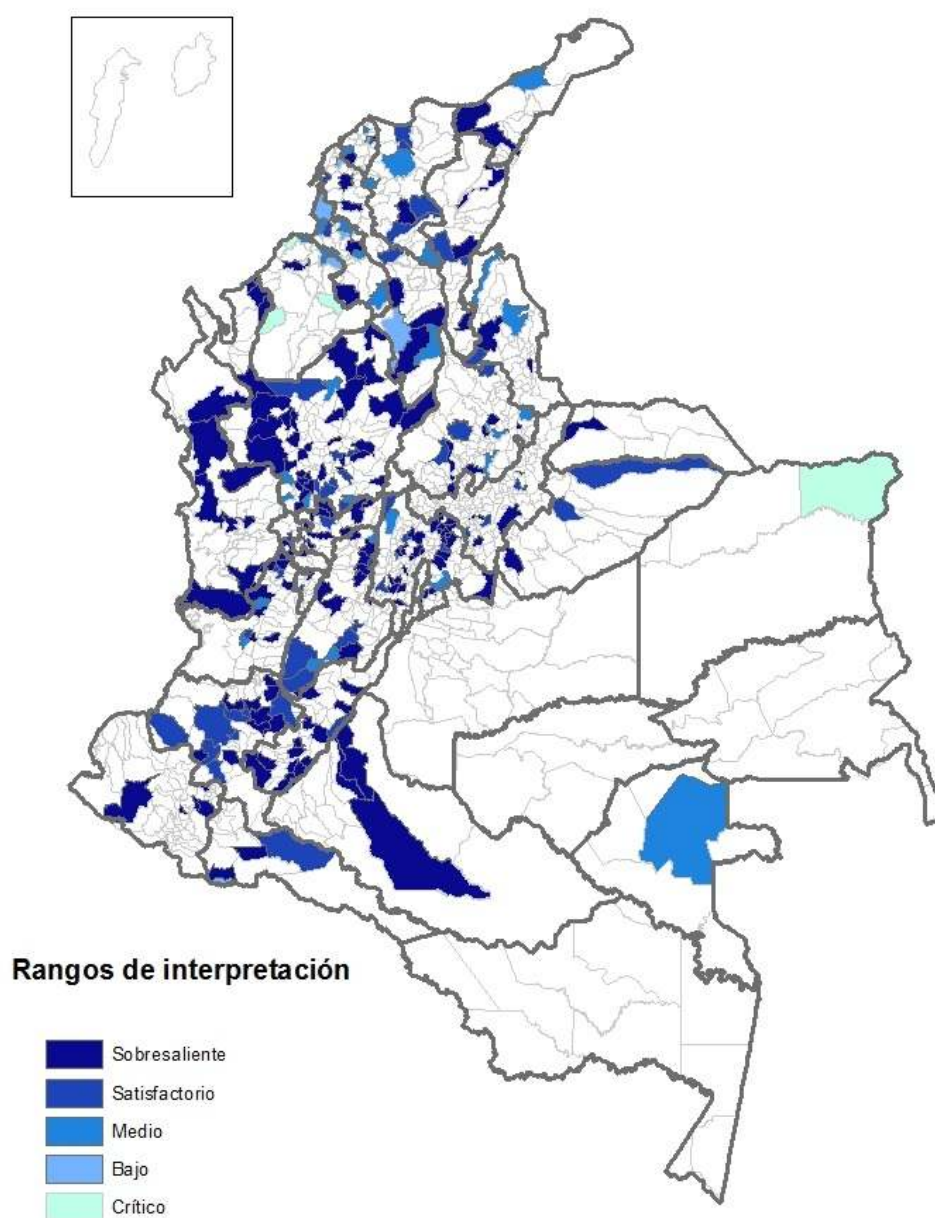 Rangos de interpretación
Sobresaliente
Satisfactorio
Medio
Bajo
Crítico